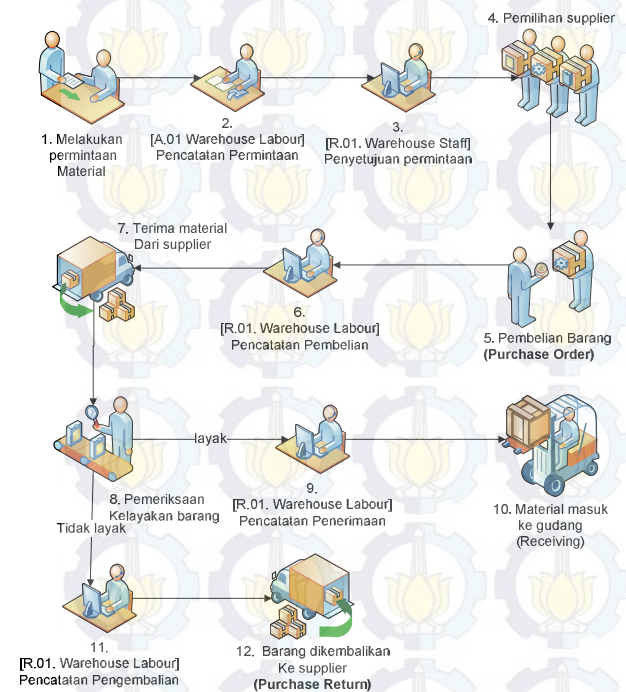 1. Melakukan
permintaan
Material
2.
[A.01 Warehouse Labour]
Pencatatan Permintaan
3.
[R.01. Warehouse Staff]
Penyetujuan permintaan
4. Pemilihan supplier
5. Pembelian Barang
(Purchase Order)
6.
[R.01. Warehouse Labour]
Pencatatan Pembelian
7. Terima material
Dari supplier
8. Pemeriksaan
Kelayakan barang
layak
Tidak layak
9.
[R.01. Warehouse Labour]
Pencatatan Penerimaan
10. Material masuk
ke gudang
(Receiving)
11.
[R.01. Warehouse Labour]
Pencatatan Pengembalian
12. Barang dikembalikan
Ke supplier
(Purchase Return)